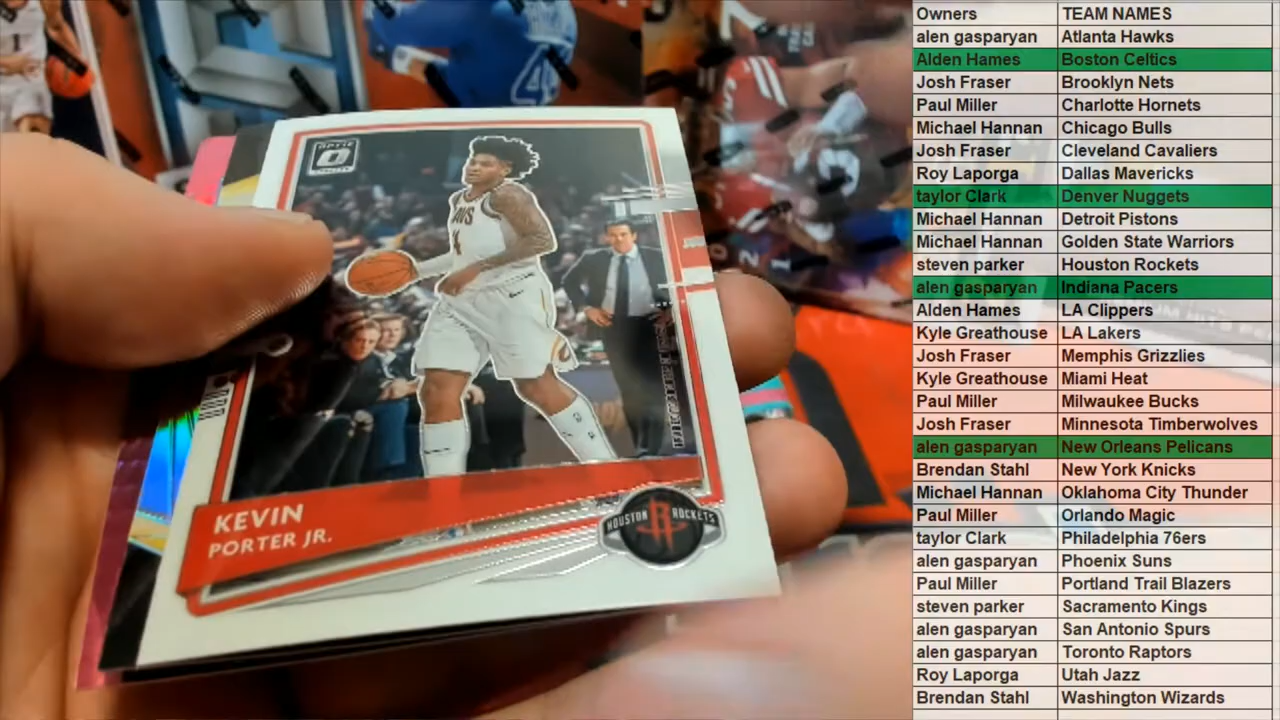 OPTIC
CAVS
4
KEVIN
PORTER JR.
HOUSTON ROCKETS
Owners TEAM NAMES
alen gasparyan Atlanta Hawks
Alden Hames Boston Celtics
Josh Fraser Brooklyn Nets
Paul Miller Charlotte Hornets
Michael Hannan Chicago Bulls
Josh Fraser Cleveland Cavaliers
Roy Laporga Dallas Mavericks
taylor Clark Denver Nuggets
Michael Hannan Detroit Pistons
Michael Hannan Golden State Warriors
steven parker Houston Rockets
alen gasparyan Indiana Pacers
Alden Hames LA Clippers
Kyle Greathouse LA Lakers
Josh Fraser Memphis Grizzlies
Kyle Greathouse Miami Heat
Paul Miller Milwaukee Bucks
Josh Fraser Minnesota Timberwolves
alen gasparyan New Orleans Pelicans
Brendan Stahl New York Knicks
Michael Hannan Oklahoma City Thunder
Paul Miller Orlando Magic
taylor Clark Philadelphia 76ers
alen gasparyan Phoenix Suns
Paul Miller Portland Trail Blazers
steven parker Sacramento Kings
alen gasparyan San Antonio Spurs
alen gasparyan Toronto Raptors
Roy Laporga Utah Jazz
Brendan Stahl Washington Wizards